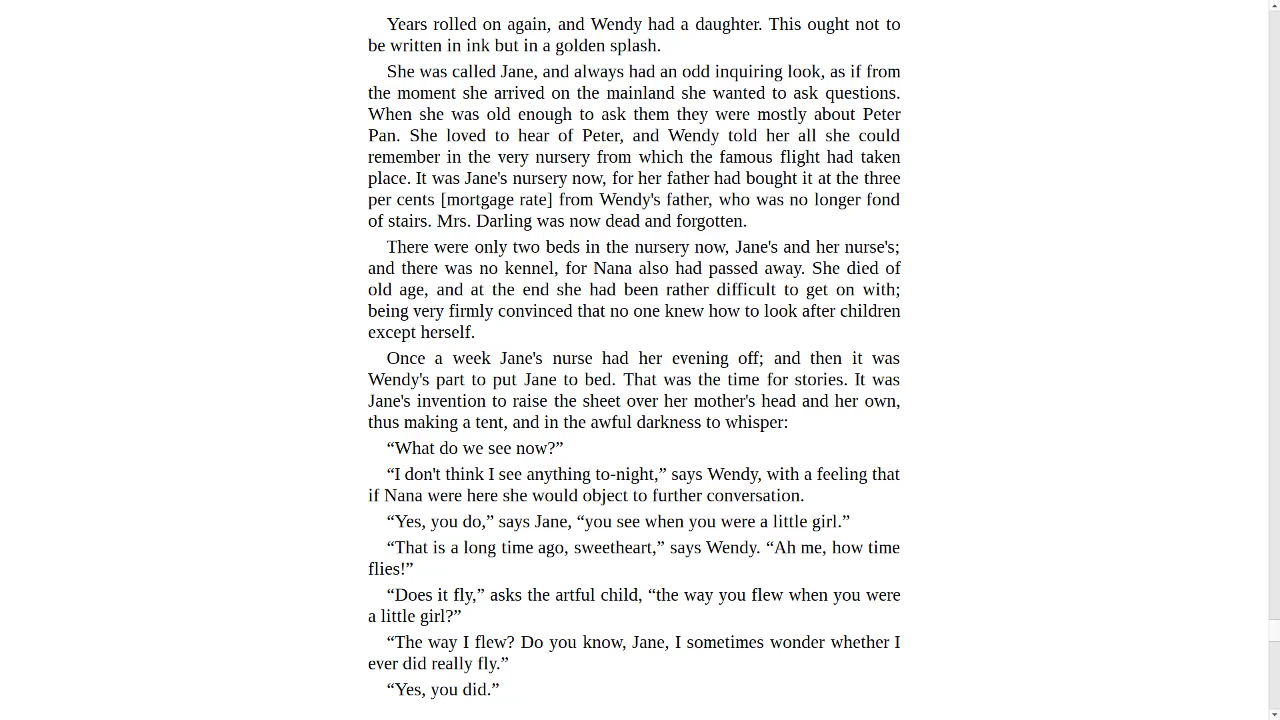 Years rolled on again, and Wendy had a daughter. This ought not to
be written in ink but in a golden splash.
She was called Jane, and always had an odd inquiring look, as if from
the moment she arrived on the mainland she wanted to ask questions.
When she was old enough to ask them they were mostly about Peter
Pan. She loved to hear of Peter, and Wendy told her all she could
remember in the very nursery from which the famous flight had taken
place. It was Jane's nursery now, for her father had bought it at the three
per cents [mortgage rate] from Wendy's father, who was no longer fond
of stairs. Mrs. Darling was now dead and forgotten.
There were only two beds in the nursery now, Jane's and her nurse's;
and there was no kennel, for Nana also had passed away. She died of
old age, and at the end she had been rather difficult to get on with;
being very firmly convinced that no one knew how to look after children
except herself.
Once a week Jane's nurse had her evening off; and then it was
Wendy's part to put Jane to bed. That was the time for stories. It was
Jane's invention to raise the sheet over her mother's head and her own,
thus making a tent, and in the awful darkness to whisper:
“What do we see now?”
“I don't think I see anything to-night,” says Wendy, with a feeling that
if Nana were here she would object to further conversation.
“Yes, you do,” says Jane, “you see when you were a little girl.”
“That is a long time ago, sweetheart,” says Wendy. “Ah me, how time
flies!”
“Does it fly,” asks the artful child, “the way you flew when you were
a little girl?”
“The way I flew? Do you know, Jane, I sometimes wonder whether I
ever did really fly.”
“Yes, you did.”